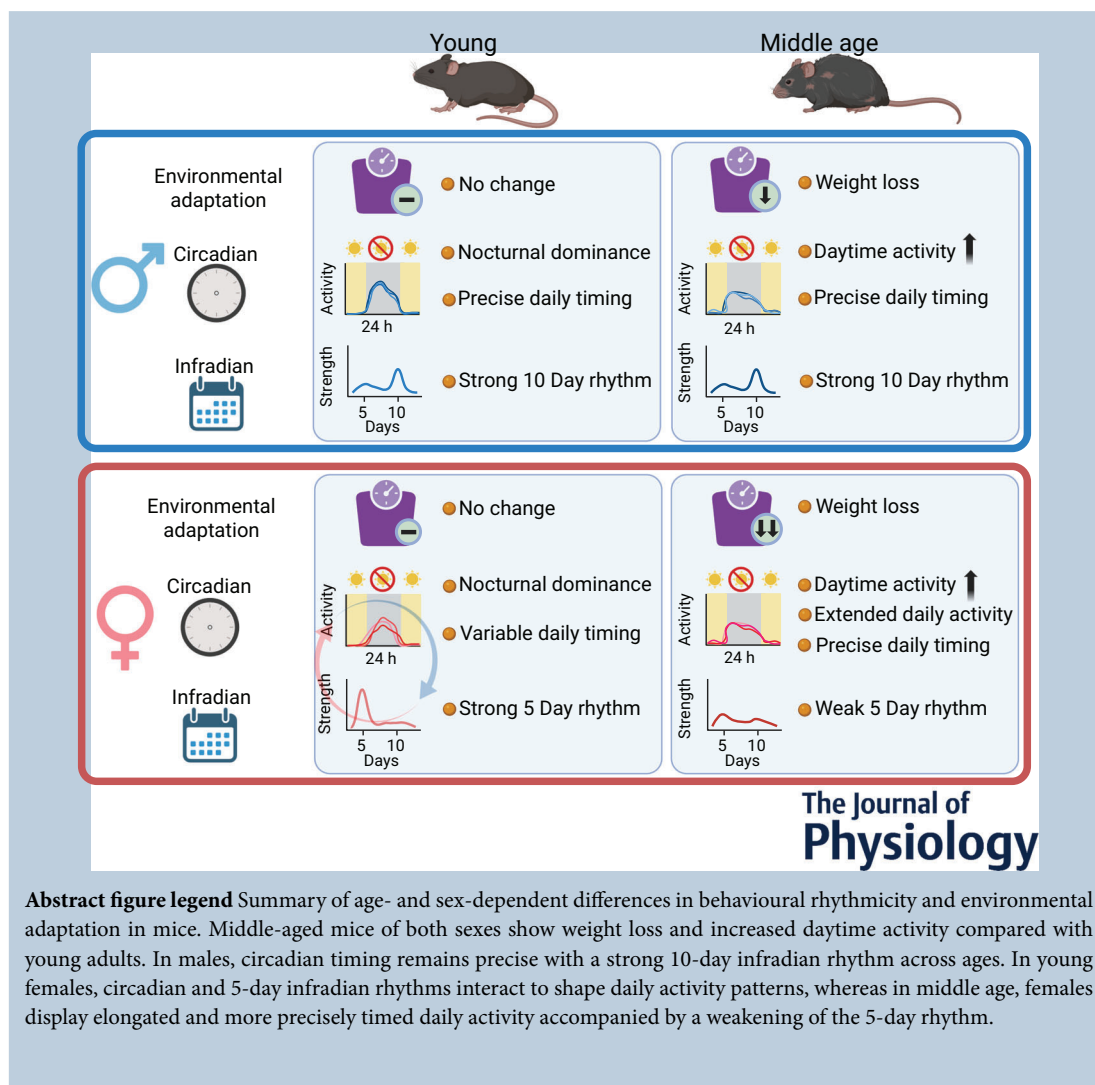 Young
Middle age
Environmental
adaptation
Circadian
Infradian
No change
Activity
24 h
Nocturnal dominance
Precise daily timing
Strength
5
10
Days
Strong 10 Day rhythm
Weight loss
Activity
24 h
Daytime activity
Precise daily timing
Strength
5
10
Days
Strong 10 Day rhythm
Environmental
adaptation
Circadian
Infradian
No change
Activity
24 h
Nocturnal dominance
Variable daily timing
Strength
5
10
Days
Strong 5 Day rhythm
Weight loss
Activity
24 h
Daytime activity
Extended daily activity
Precise daily timing
Strength
5
10
Days
Weak 5 Day rhythm
The Journal of
Physiology
Abstract figure legend Summary of age- and sex-dependent differences in behavioural rhythmicity and environmental
adaptation in mice. Middle-aged mice of both sexes show weight loss and increased daytime activity compared with
young adults. In males, circadian timing remains precise with a strong 10-day infradian rhythm across ages. In young
females, circadian and 5-day infradian rhythms interact to shape daily activity patterns, whereas in middle age, females
display elongated and more precisely timed daily activity accompanied by a weakening of the 5-day rhythm.